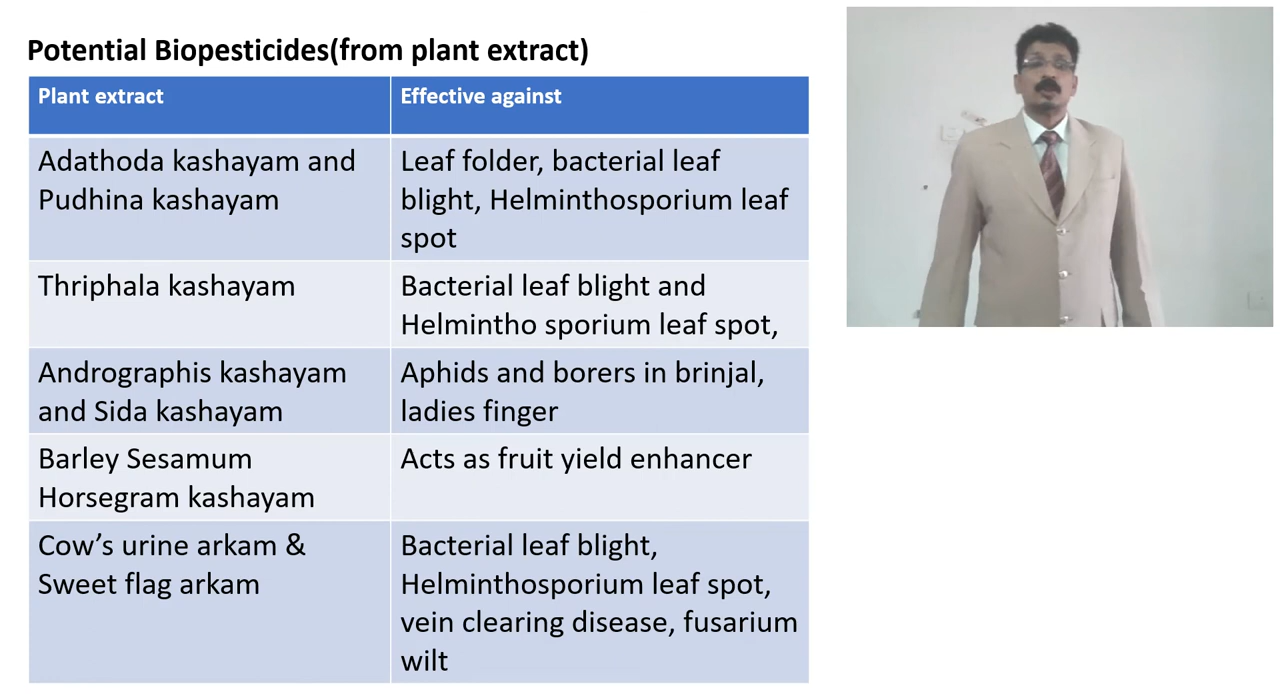 Potential Biopesticides(from plant extract)
Plant extract
Effective against
Adathoda kashayam and
Pudhina kashayam
Leaf folder, bacterial leaf
blight, Helminthosporium leaf
spot
Thriphala kashayam
Bacterial leaf blight and
Helmintho sporium leaf spot,
Andrographis kashayam
and Sida kashayam
Aphids and borers in brinjal,
ladies finger
Barley Sesamum
Horsegram kashayam
Acts as fruit yield enhancer
Cow’s urine arkam &
Sweet flag arkam
Bacterial leaf blight,
Helminthosporium leaf spot,
vein clearing disease, fusarium
wilt